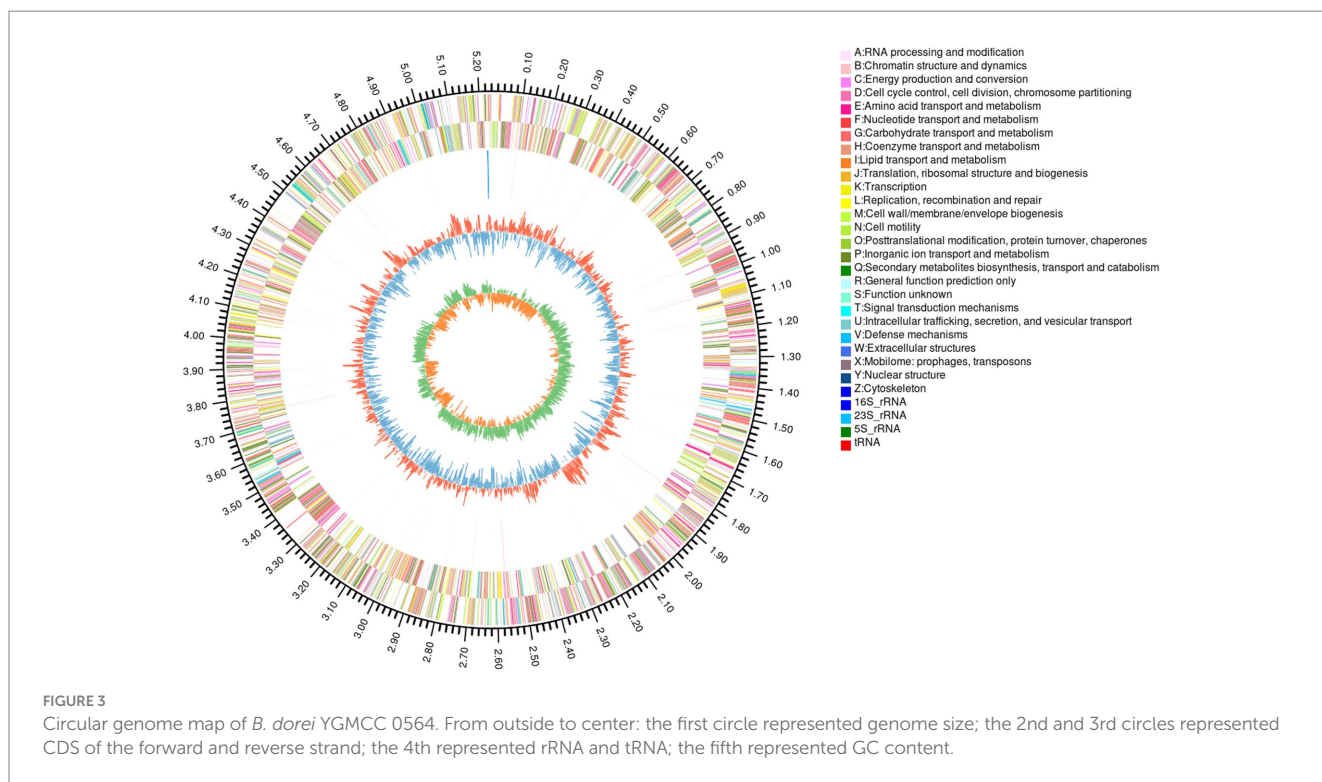 0.10
0.20
0.30
0.40
0.50
0.60
0.70
0.80
0.90
1.00
1.10
1.20
1.30
1.40
1.50
1.60
1.70
1.80
1.90
2.00
2.10
2.20
2.30
2.40
2.50
2.60
2.70
2.80
2.90
3.00
3.10
3.20
3.30
3.40
3.50
3.60
3.70
3.80
3.90
4.00
4.10
4.20
4.30
4.40
4.50
4.60
4.70
4.80
4.90
5.00
5.10
5.20
A:RNA processing and modification
B:Chromatin structure and dynamics
C:Energy production and conversion
D:Cell cycle control, cell division, chromosome partitioning
E:Amino acid transport and metabolism
F:Nucleotide transport and metabolism
G:Carbohydrate transport and metabolism
H:Coenzyme transport and metabolism
I:Lipid transport and metabolism
J:Translation, ribosomal structure and biogenesis
K:Transcription
L:Replication, recombination and repair
M:Cell wall/membrane/envelope biogenesis
N:Cell motility
O:Posttranslational modification, protein turnover, chaperones
P:Inorganic ion transport and metabolism
Q:Secondary metabolites biosynthesis, transport and catabolism
R:General function prediction only
S:Function unknown
T:Signal transduction mechanisms
U:Intracellular trafficking, secretion, and vesicular transport
V:Defense mechanisms
W:Extracellular structures
X:Mobilome: prophages, transposons
Y:Nuclear structure
Z:Cytoskeleton
16S_rRNA
23S_rRNA
5S_rRNA
tRNA
FIGURE 3
Circular genome map of B. dorei YGMCC 0564. From outside to center: the first circle represented genome size; the 2nd and 3rd circles represented
CDS of the forward and reverse strand; the 4th represented rRNA and tRNA; the fifth represented GC content.